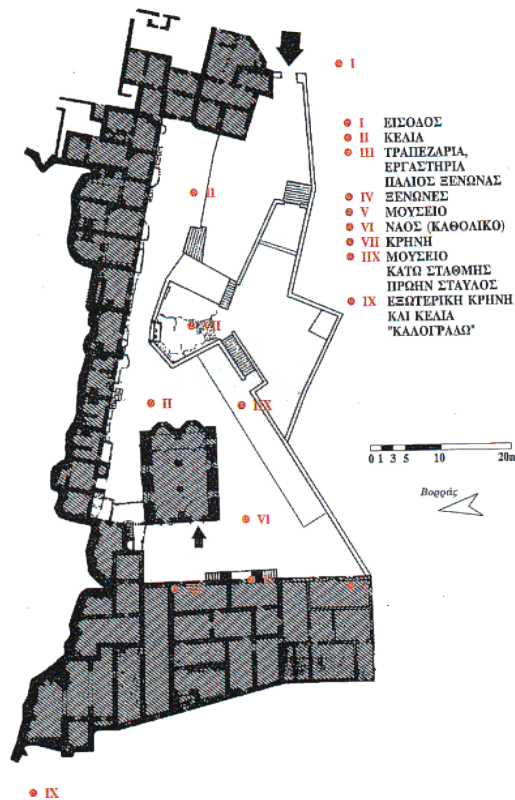 I
I ΕΙΣΟΔΟΣ
II ΚΕΛΙΑ
III ΤΡΑΠΕΖΑΡΙΑ,
ΕΡΓΑΣΤΗΡΙΑ
ΠΑΛΙΟΣ ΞΕΝΩΝΑΣ
IV ΞΕΝΩΝΕΣ
V ΜΟΥΣΕΙΟ
VI ΝΑΟΣ (ΚΑΘΟΛΙΚΟ)
VII ΚΡΗΝΗ
IIX ΜΟΥΣΕΙΟ
ΚΑΤΩ ΣΤΑΘΜΗΣ
ΠΡΩΗΝ ΣΤΑΥΛΟΣ
IX ΕΞΩΤΕΡΙΚΗ ΚΡΗΝΗ
ΚΑΙ ΚΕΛΙΑ
"ΚΑΛΟΓΡΑΔΩ"
II
VII
II
IIX
0 1 3 5 10 20m
Βορράς
VI
IX